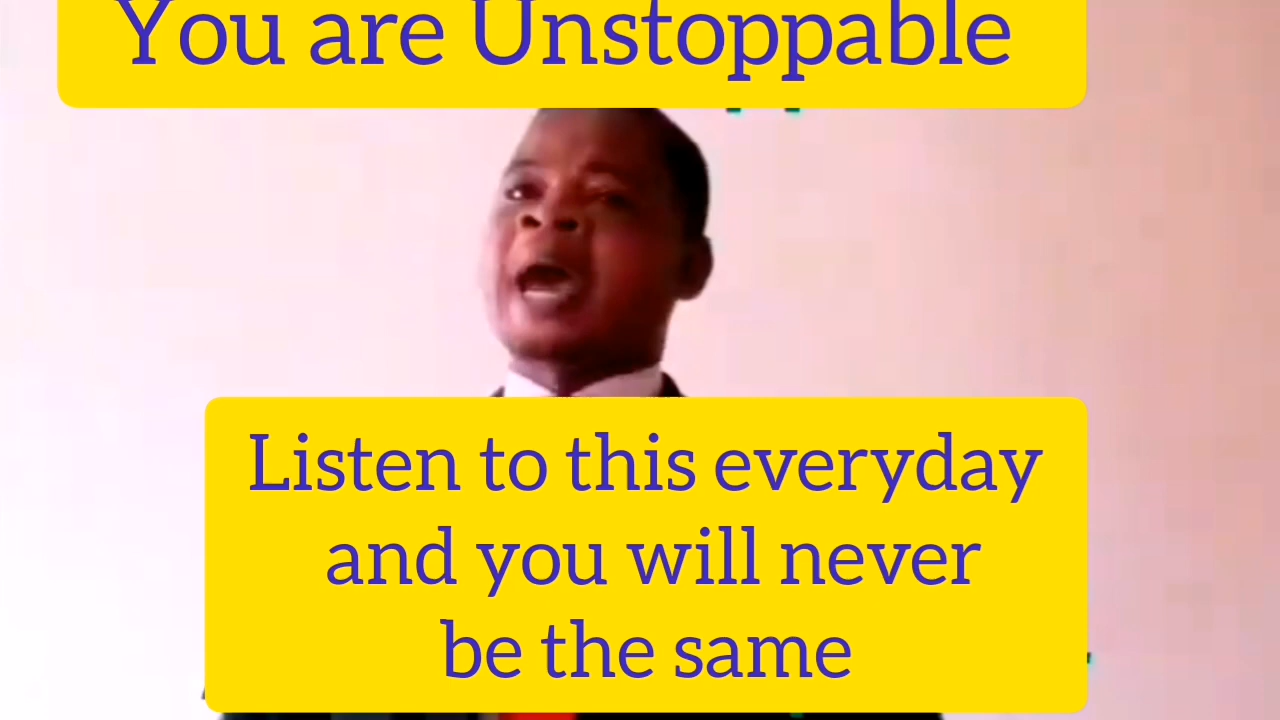 You are Unstoppable
Listen to this everyday
and you will never
be the same